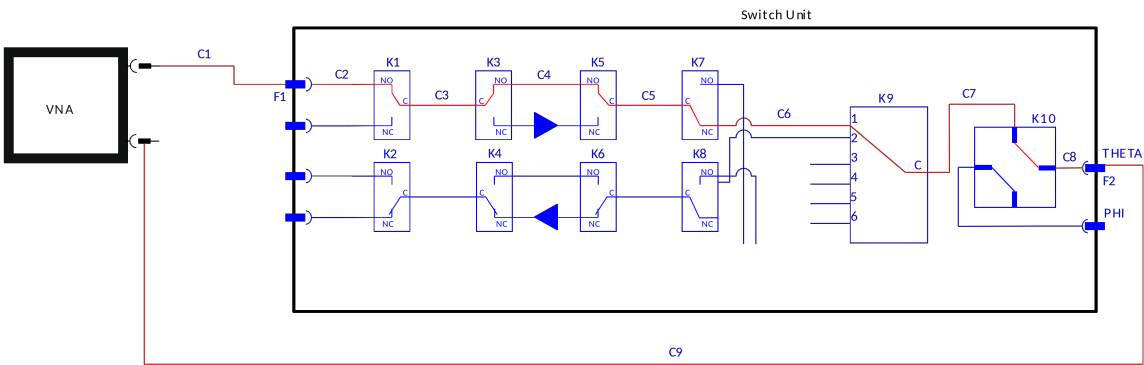 Switch Unit
C1
VNA
F1
C2
K1
NO
C
NC
C3
K3
NO
C
NC
C4
K5
NO
C
NC
C5
K7
NO
C
NC
C6
K2
NO
C
NC
K4
NO
C
NC
K6
NO
C
NC
K8
NO
C
NC
K9
1
2
3
4
5
6
C
C7
K10
C8
THETA
F2
PHI
C9